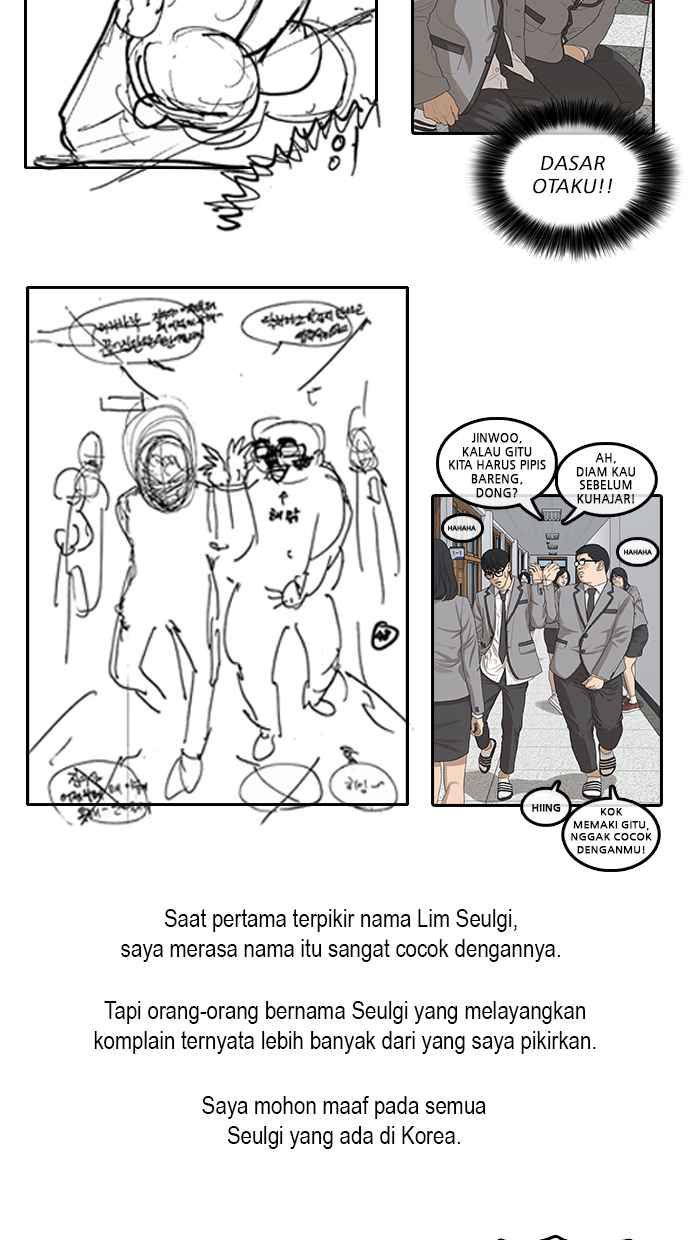 DASAR
OTAKU!!
JINWOO,
KALAU GITU
KITA HARUS PIPIS
BARENG,
DONG?
AH,
DIAM KAU
SEBELUM
KUHAJAR!
HAHAHA
HAHAHA
1-1
HIING
KOK
MEMAKI GITU,
NGGAK COCOK
DENGANMU!
Saat pertama terpikir nama Lim Seulgi,
saya merasa nama itu sangat cocok dengannya.
Tapi orang-orang bernama Seulgi yang melayangkan
komplain ternyata lebih banyak dari yang saya pikirkan.
Saya mohon maaf pada semua
Seulgi yang ada di Korea.